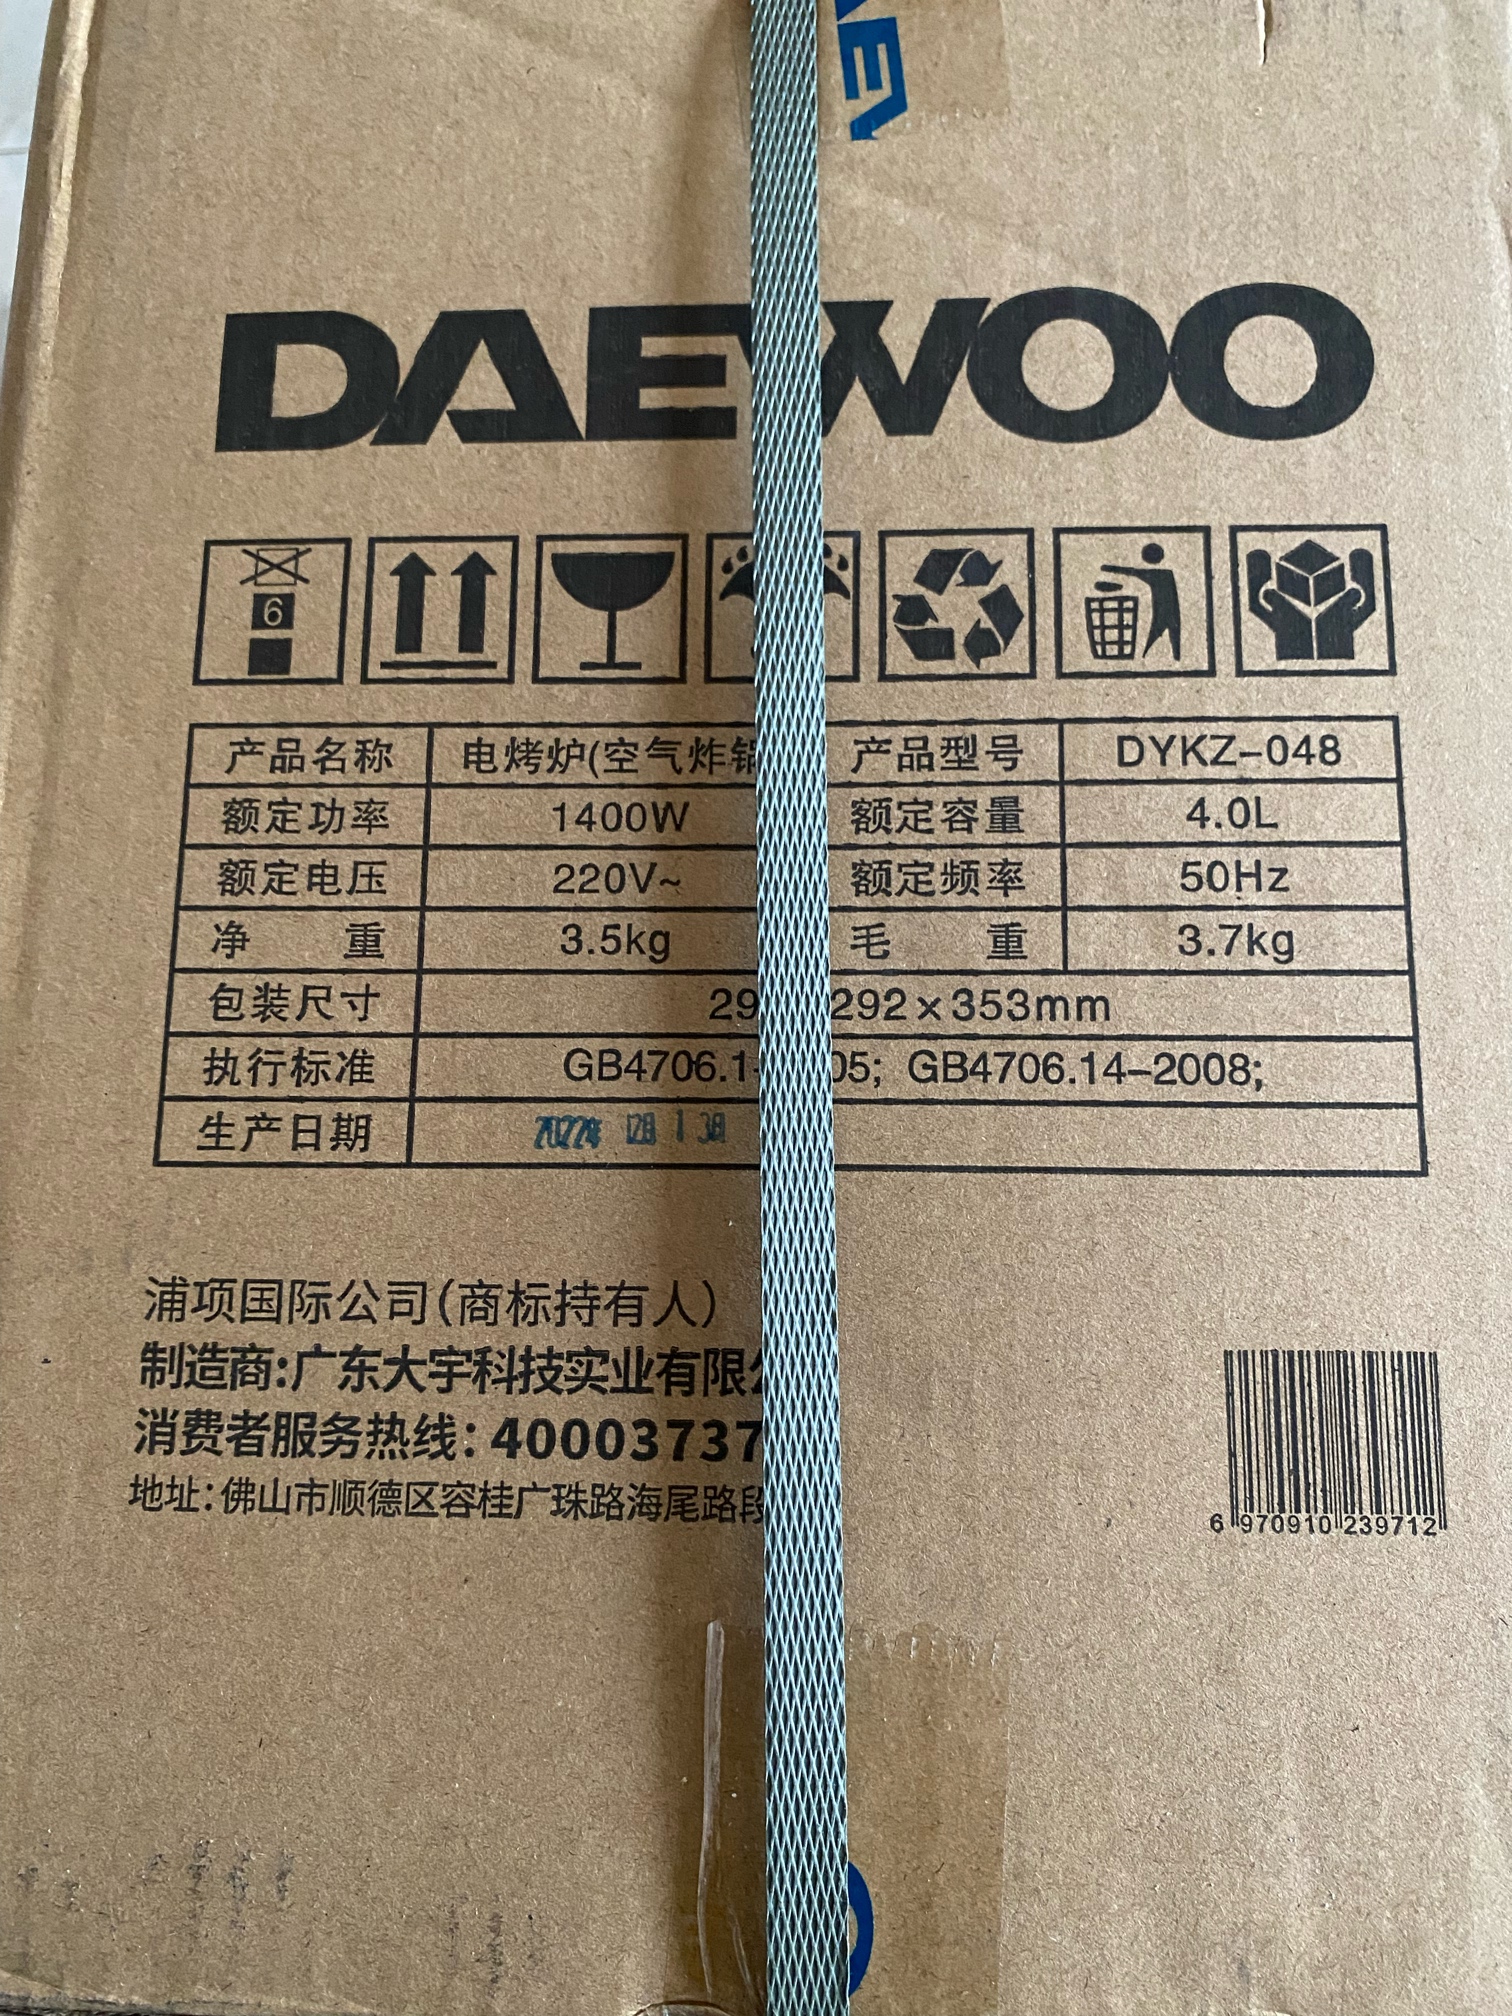 DAEWOO
6
产品名称 电烤炉(空气炸锅 产品型号 DYKZ-048
额定功率 1400W 额定容量 4.0L
额定电压 220V~ 额定频率 50Hz
净 重 3.5kg 毛 重 3.7kg
包装尺寸 292×353mm
执行标准 GB4706.14-2008;
生产日期
浦项国际公司(商标持有人)
制造商:广东大宇科技实业有限
消费者服务热线:
地址:佛山市顺德区容桂广珠路海尾路段
6 970910 239712